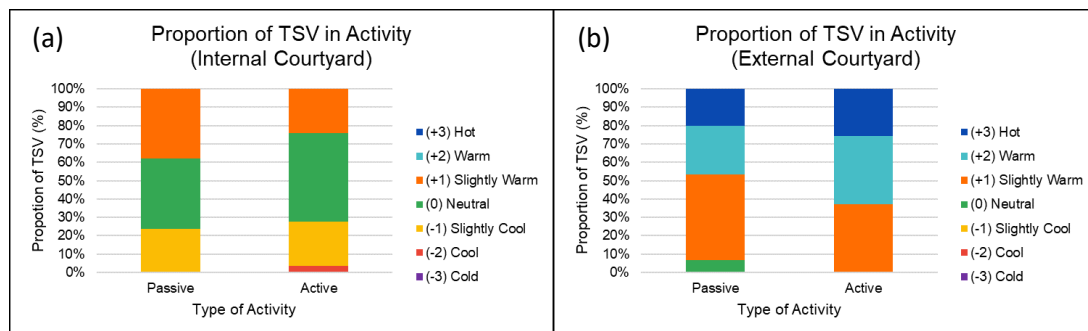 (a)
Proportion of TSV in Activity
(Internal Courtyard)
Propotion of TSV (%)
100%
90%
80%
70%
60%
50%
40%
30%
20%
10%
0%
Passive
Active
Type of Activity
(+3) Hot
(+2) Warm
(+1) Slightly Warm
(0) Neutral
(-1) Slightly Cool
(-2) Cool
(-3) Cold
(b)
Proportion of TSV in Activity
(External Courtyard)
Proportion of TSV (%)
100%
90%
80%
70%
60%
50%
40%
30%
20%
10%
0%
Passive
Active
Type of Activity
(+3) Hot
(+2) Warm
(+1) Slightly Warm
(0) Neutral
(-1) Slightly Cool
(-2) Cool
(-3) Cold